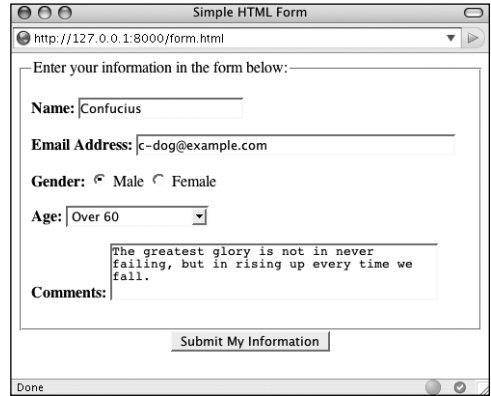 Simple HTML Form
http://127.0.0.1:8000/form.html
Enter your information in the form below:
Name: Confucius
Email Address: c-dog@example.com
Gender: Male Female
Age: Over 60
The greatest glory is not in never
failing, but in rising up every time we
fall.
Comments:
Submit My Information
Done